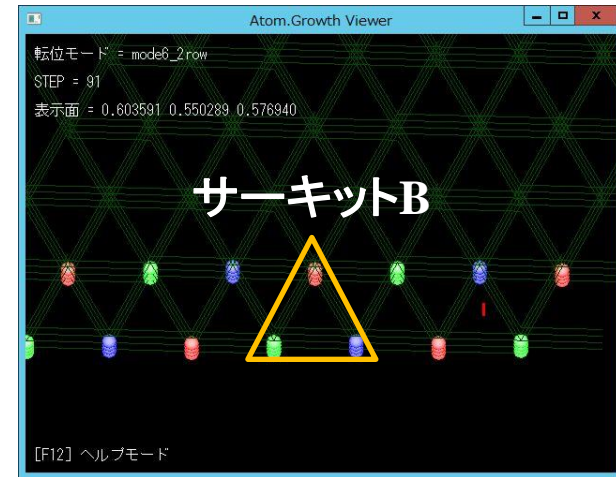 Atom.Growth Viewer
転位モード = mode6_2row
STEP = 91
表示面 = 0.603591 0.550289 0.576940
サーキットB
[F12] ヘルプモード